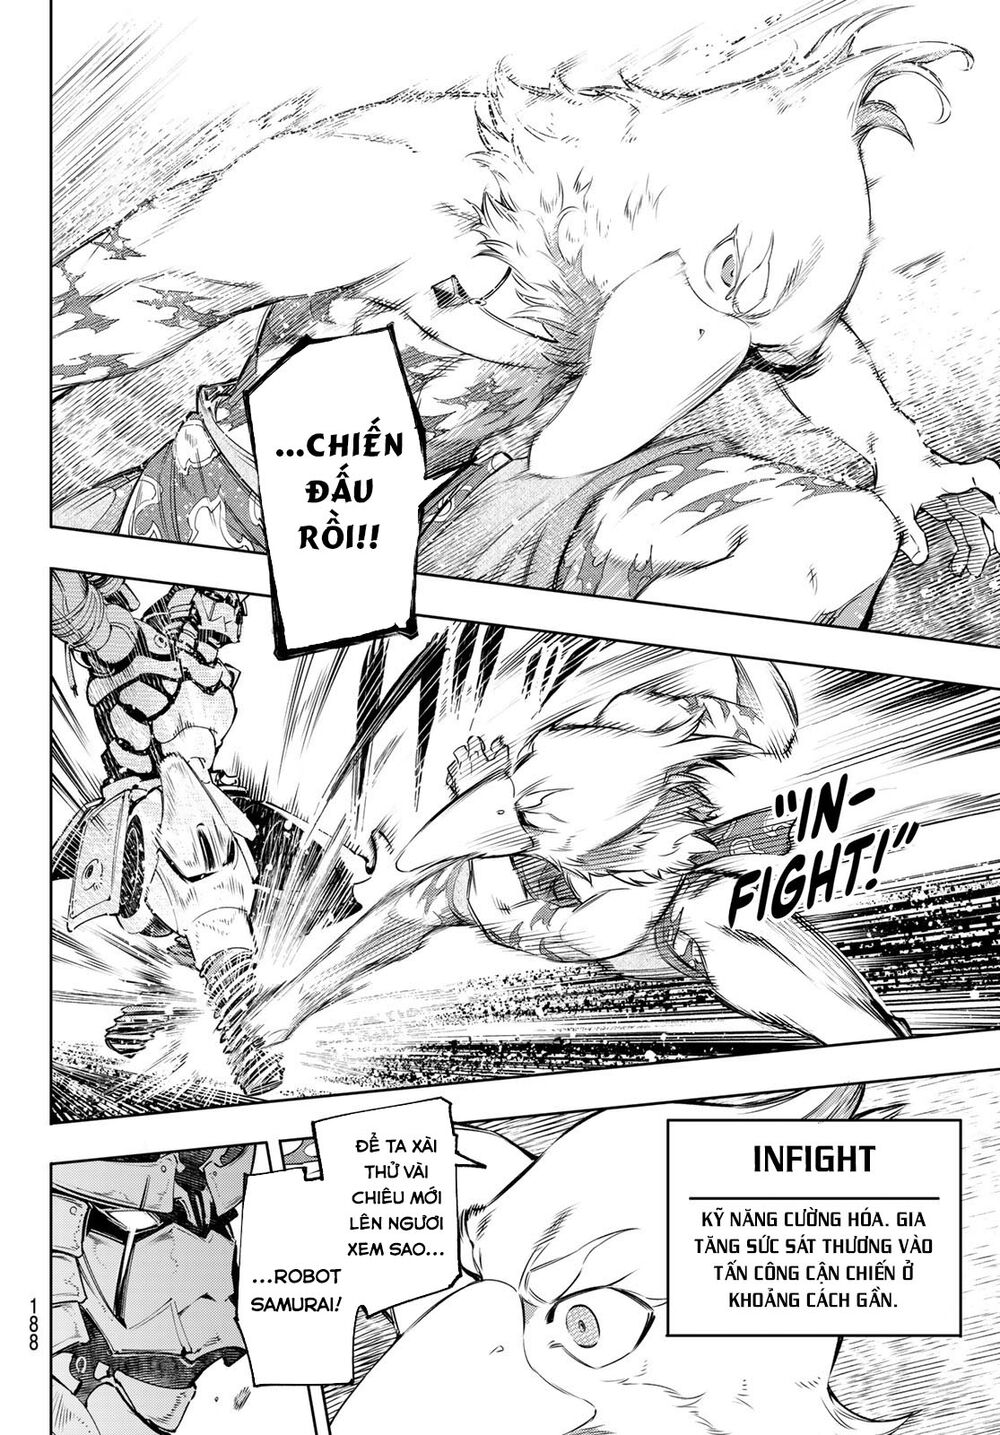 ...CHIẾN
ĐẤU
RỒI!!
"IN-
FIGHT!"
INFIGHT
KỸ NĂNG CƯỜNG HÓA. GIA
TĂNG SỨC SÁT THƯƠNG VÀO
TẤN CÔNG CẬN CHIẾN Ở
KHOẢNG CÁCH GẦN.
ĐỂ TA XÀI
THỬ VÀI
CHIÊU MỚI
LÊN NGƯƠI
XEM SAO...
...ROBOT
SAMURAI!
188